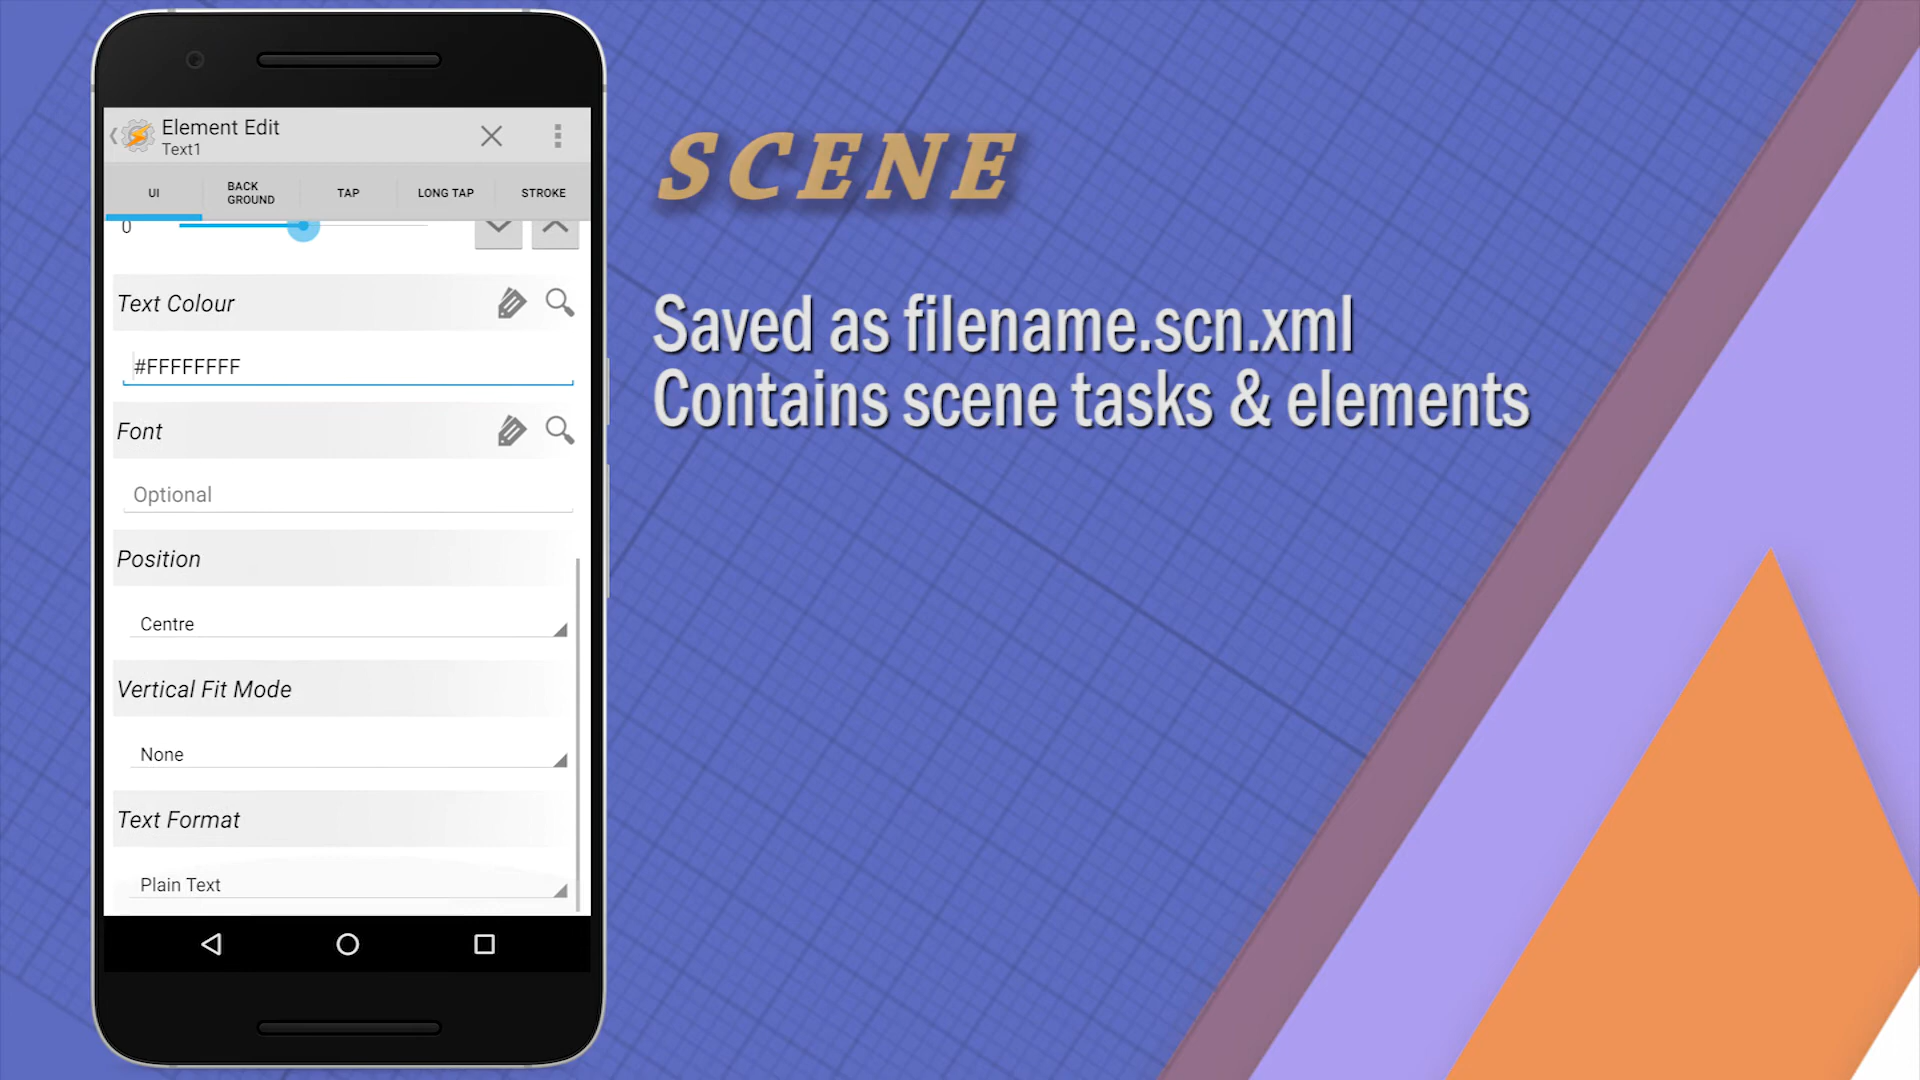 Element Edit
Text1
UI
BACK
GROUND
TAP
LONG TAP
STROKE
0
Text Colour
#FFFFFFFF
Font
Optional
Position
Centre
Vertical Fit Mode
None
Text Format
Plain Text
SCENE
Saved as filename.scn.xml
Contains scene tasks & elements